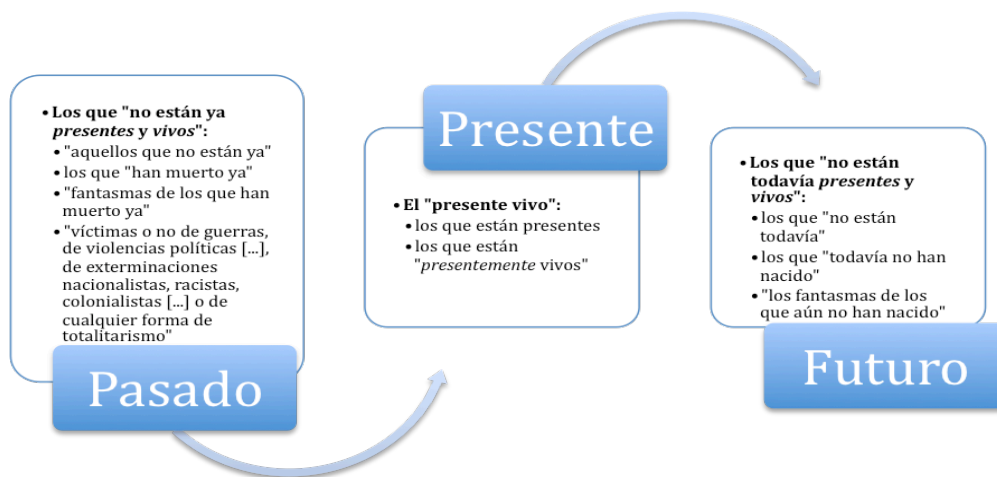 • Los que "no están ya
presentes y vivos":
• "aquellos que no están ya"
• los que "han muerto ya"
• "fantasmas de los que han
muerto ya"
• "víctimas o no de guerras,
de violencias políticas [...],
de exterminaciones
nacionalistas, racistas,
colonialistas [...] o de
cualquier forma de
totalitarismo"
Pasado
Presente
• El "presente vivo":
• los que están presentes
• los que están
"presentemente vivos"
• Los que "no están
todavía presentes y
vivos":
• los que "no están
todavía"
• los que "todavía no han
nacido"
• "los fantasmas de los
que aún no han nacido"
Futuro